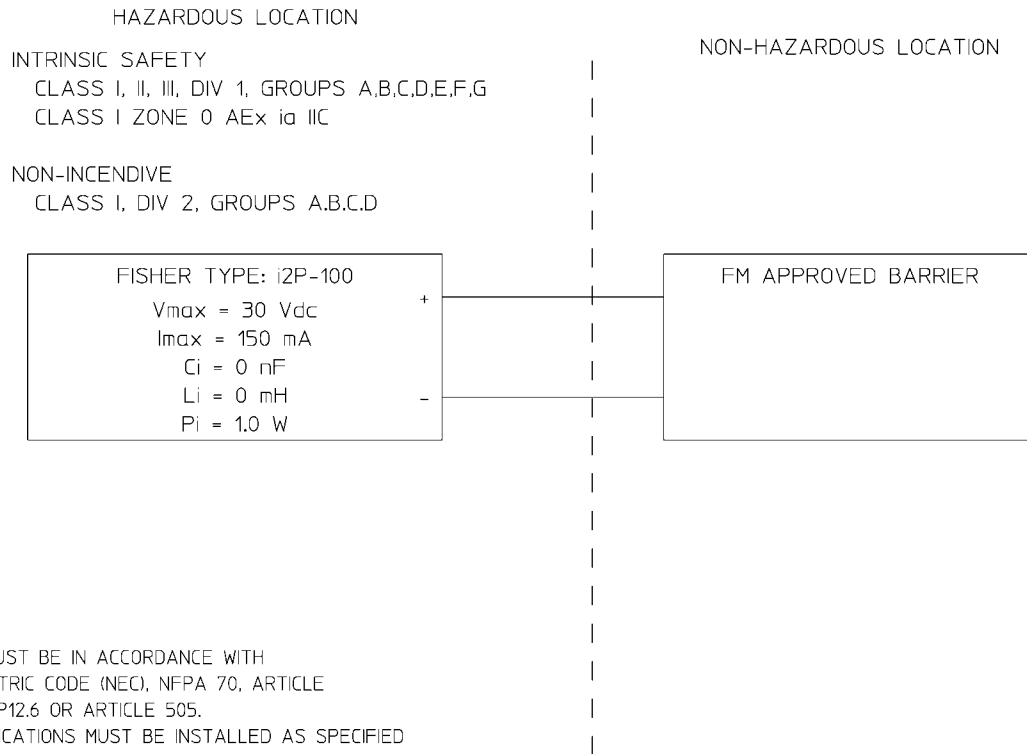 HAZARDOUS LOCATION
NON-HAZARDOUS LOCATION
INTRINSIC SAFETY
CLASS I, II, III, DIV 1, GROUPS A,B,C,D,E,F,G
CLASS I ZONE 0 AEx ia IIC
NON-INCENDIVE
CLASS I, DIV 2, GROUPS A.B.C.D
FISHER TYPE: i2P-100
Vmax = 30 Vdc
Imax = 150 mA
Ci = 0 nF
Li = 0 mH
Pi = 1.0 W
+
-
FM APPROVED BARRIER
UST BE IN ACCORDANCE WITH
TRIC CODE (NEC), NFPA 70, ARTICLE
P12.6 OR ARTICLE 505.
CATIONS MUST BE INSTALLED AS SPECIFIED